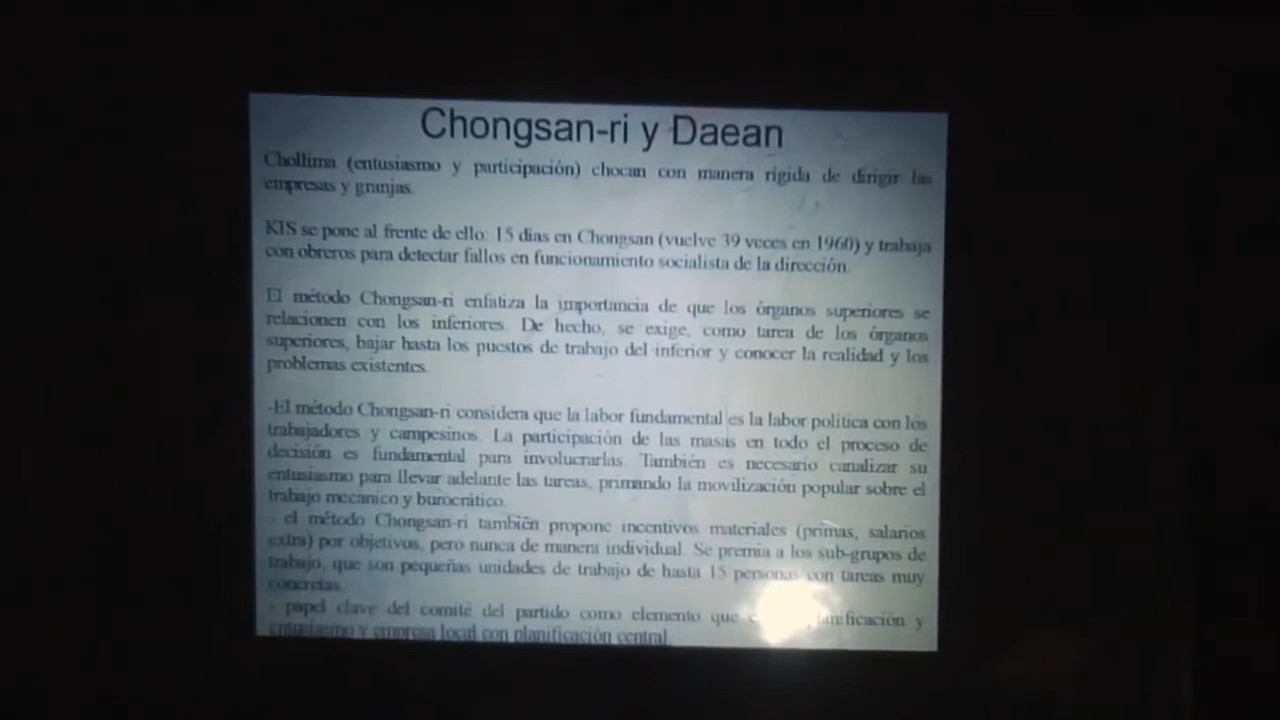 Chongsan-ri y Daean
Chollima (entusiasmo y participación) chocan con manera rígida de dirigir las
empresas y granjas.
KIS se pone al frente de ello: 15 días en Chongsan (vuelve 39 veces en 1960) y trabaja
con obreros para detectar fallos en funcionamiento socialista de la dirección.
El método Chongsan-ri enfatiza la importancia de que los órganos superiores se
relacionen con los inferiores. De hecho, se exige, como tarea de los órganos
superiores, bajar hasta los puestos de trabajo del inferior y conocer la realidad y los
problemas existentes.
-El método Chongsan-ri considera que la labor fundamental es la labor política con los
trabajadores y campesinos. La participación de las masas en todo el proceso de
decisión es fundamental para involucrarlas. También es necesario canalizar su
entusiasmo para llevar adelante las tareas, primando la movilización popular sobre el
trabajo mecánico y burocrático.
- el método Chongsan-ri también propone incentivos materiales (primas, salarios
extra) por objetivos, pero nunca de manera individual. Se premia a los sub-grupos de
trabajo, que son pequeñas unidades de trabajo de hasta 15 personas con tareas muy
concretas.
- papel clave del comité del partido como elemento que y
entusiasmo y empresa local con planificación central.